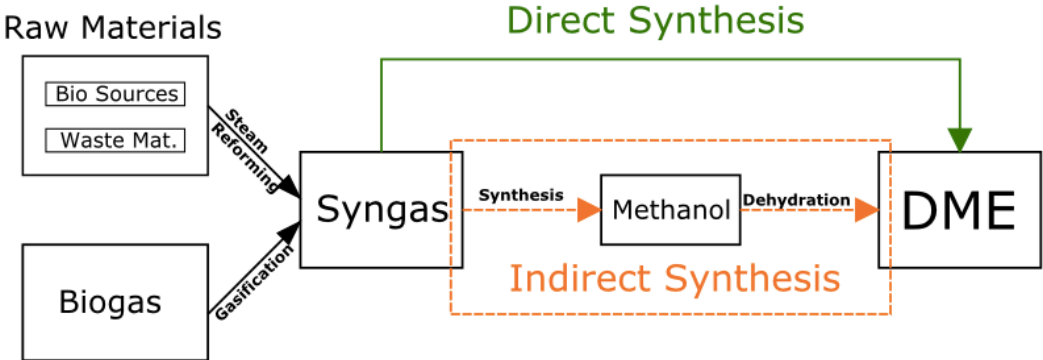 Direct Synthesis
Raw Materials
Bio Sources
Waste Mat.
Steam
Reforming
Syngas
Synthesis
Methanol
Dehydration
DME
Indirect Synthesis
Biogas
Gasification